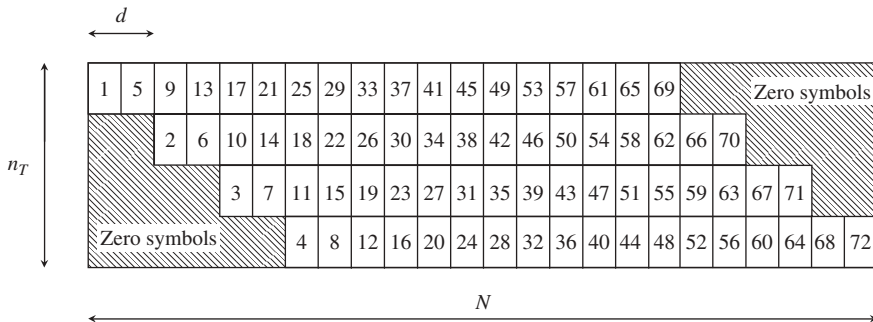 d
1 5 9 13 17 21 25 29 33 37 41 45 49 53 57 61 65 69 Zero symbols
2 6 10 14 18 22 26 30 34 38 42 46 50 54 58 62 66 70
n_T
3 7 11 15 19 23 27 31 35 39 43 47 51 55 59 63 67 71
Zero symbols 4 8 12 16 20 24 28 32 36 40 44 48 52 56 60 64 68 72
N